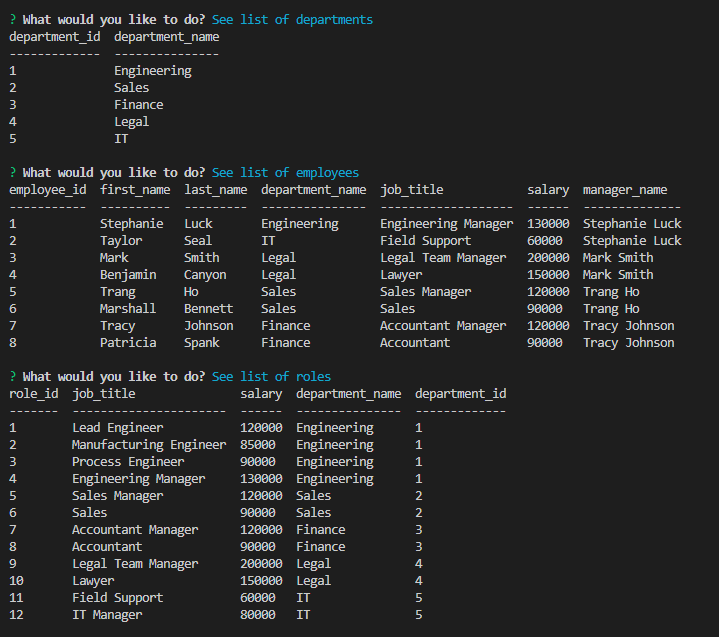 ? What would you like to do? See list of departments
department_id  department_name
-------------  ---------------
1              Engineering
2              Sales
3              Finance
4              Legal
5              IT

? What would you like to do? See list of employees
employee_id  first_name  last_name  department_name  job_title            salary  manager_name
-----------  ----------  ---------  ---------------  -------------------  ------  --------------
1            Stephanie   Luck       Engineering      Engineering Manager  130000  Stephanie Luck
2            Taylor      Seal       IT               Field Support        60000   Stephanie Luck
3            Mark        Smith      Legal            Legal Team Manager   200000  Mark Smith
4            Benjamin    Canyon     Legal            Lawyer               150000  Mark Smith
5            Trang       Ho         Sales            Sales Manager        120000  Trang Ho
6            Marshall    Bennett    Sales            Sales                90000   Trang Ho
7            Tracy       Johnson    Finance          Accountant Manager   120000  Tracy Johnson
8            Patricia    Spank      Finance          Accountant           90000   Tracy Johnson

? What would you like to do? See list of roles
role_id  job_title               salary  department_name  department_id
-------  ----------------------  ------  ---------------  -------------
1        Lead Engineer           120000  Engineering      1
2        Manufacturing Engineer  85000   Engineering      1
3        Process Engineer        90000   Engineering      1
4        Engineering Manager     130000  Engineering      1
5        Sales Manager           120000  Sales            2
6        Sales                   90000   Sales            2
7        Accountant Manager      120000  Finance          3
8        Accountant              90000   Finance          3
9        Legal Team Manager      200000  Legal            4
10       Lawyer                  150000  Legal            4
11       Field Support           60000   IT               5
12       IT Manager              80000   IT               5